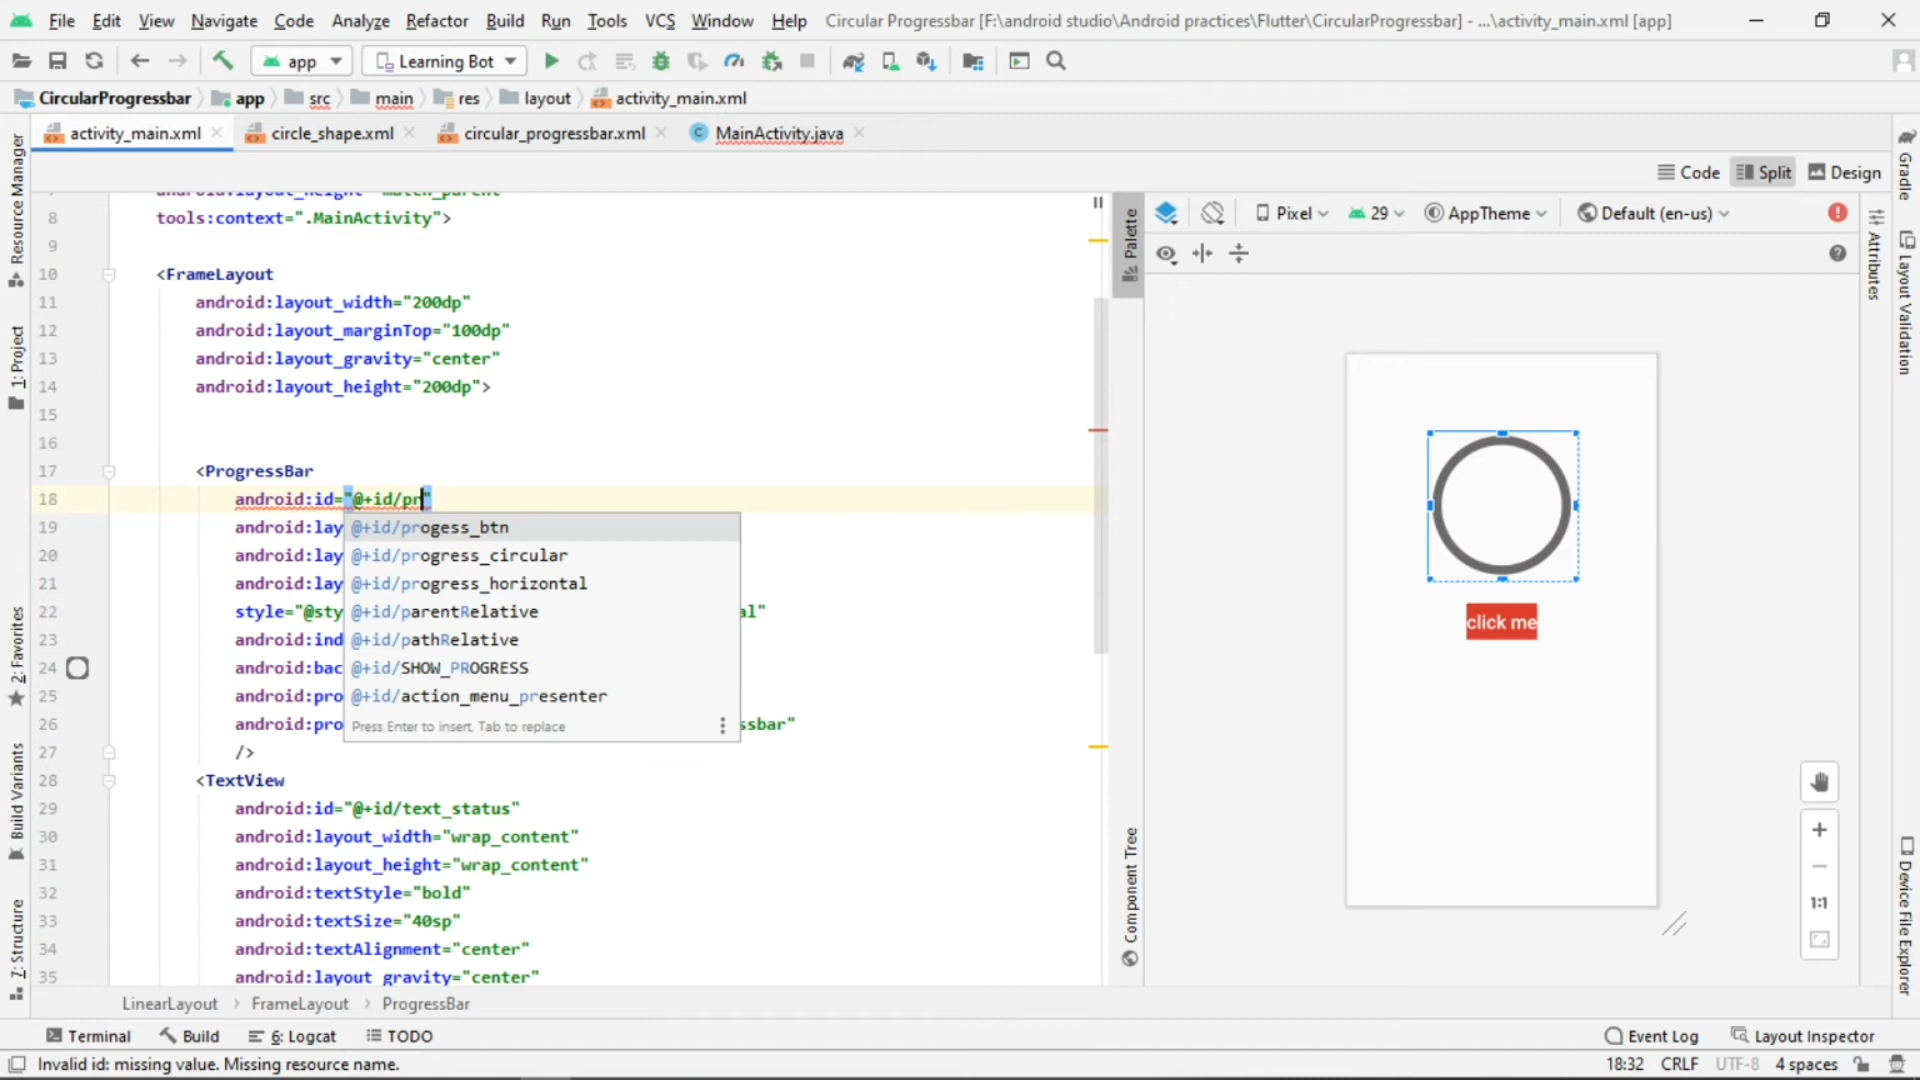 File Edit View Navigate Code Analyze Refactor Build Run Tools VCS Window Help Circular Progressbar [F:\android studio\Android practices\Flutter\CircularProgressbar] - ...\activity_main.xml [app]
app Learning Bot
CircularProgressbar app src main res layout activity_main.xml
activity_main.xml circle_shape.xml circular_progressbar.xml MainActivity.java
Code Split Design
Pixel 29 AppTheme Default (en-us)
8 tools:context=".MainActivity">
9
10 <FrameLayout
11 android:layout_width="200dp"
12 android:layout_marginTop="100dp"
13 android:layout_gravity="center"
14 android:layout_height="200dp">
15
16
17 <ProgressBar
18 android:id="@+id/pr"
19 android:lay @+id/progess_btn
20 android:lay @+id/progress_circular
21 android:lay @+id/progress_horizontal
22 style="@sty @+id/parentRelative al"
23 android:ind @+id/pathRelative
24 android:bac @+id/SHOW_PROGRESS
25 android:pro @+id/action_menu_presenter
26 android:pro Press Enter to insert, Tab to replace ssbar"
27 />
28 <TextView
29 android:id="@+id/text_status"
30 android:layout_width="wrap_content"
31 android:layout_height="wrap_content"
32 android:textStyle="bold"
33 android:textSize="40sp"
34 android:textAlignment="center"
35 android:layout_gravity="center"
click me
1:1
LinearLayout FrameLayout ProgressBar
Terminal Build 6: Logcat TODO Event Log Layout Inspector
Invalid id: missing value. Missing resource name. 18:32 CRLF UTF-8 4 spaces
Resource Manager
1: Project
2: Favorites
Build Variants
7: Structure
Palette
Component Tree
Attributes
Gradle
Layout Validation
Device File Explorer